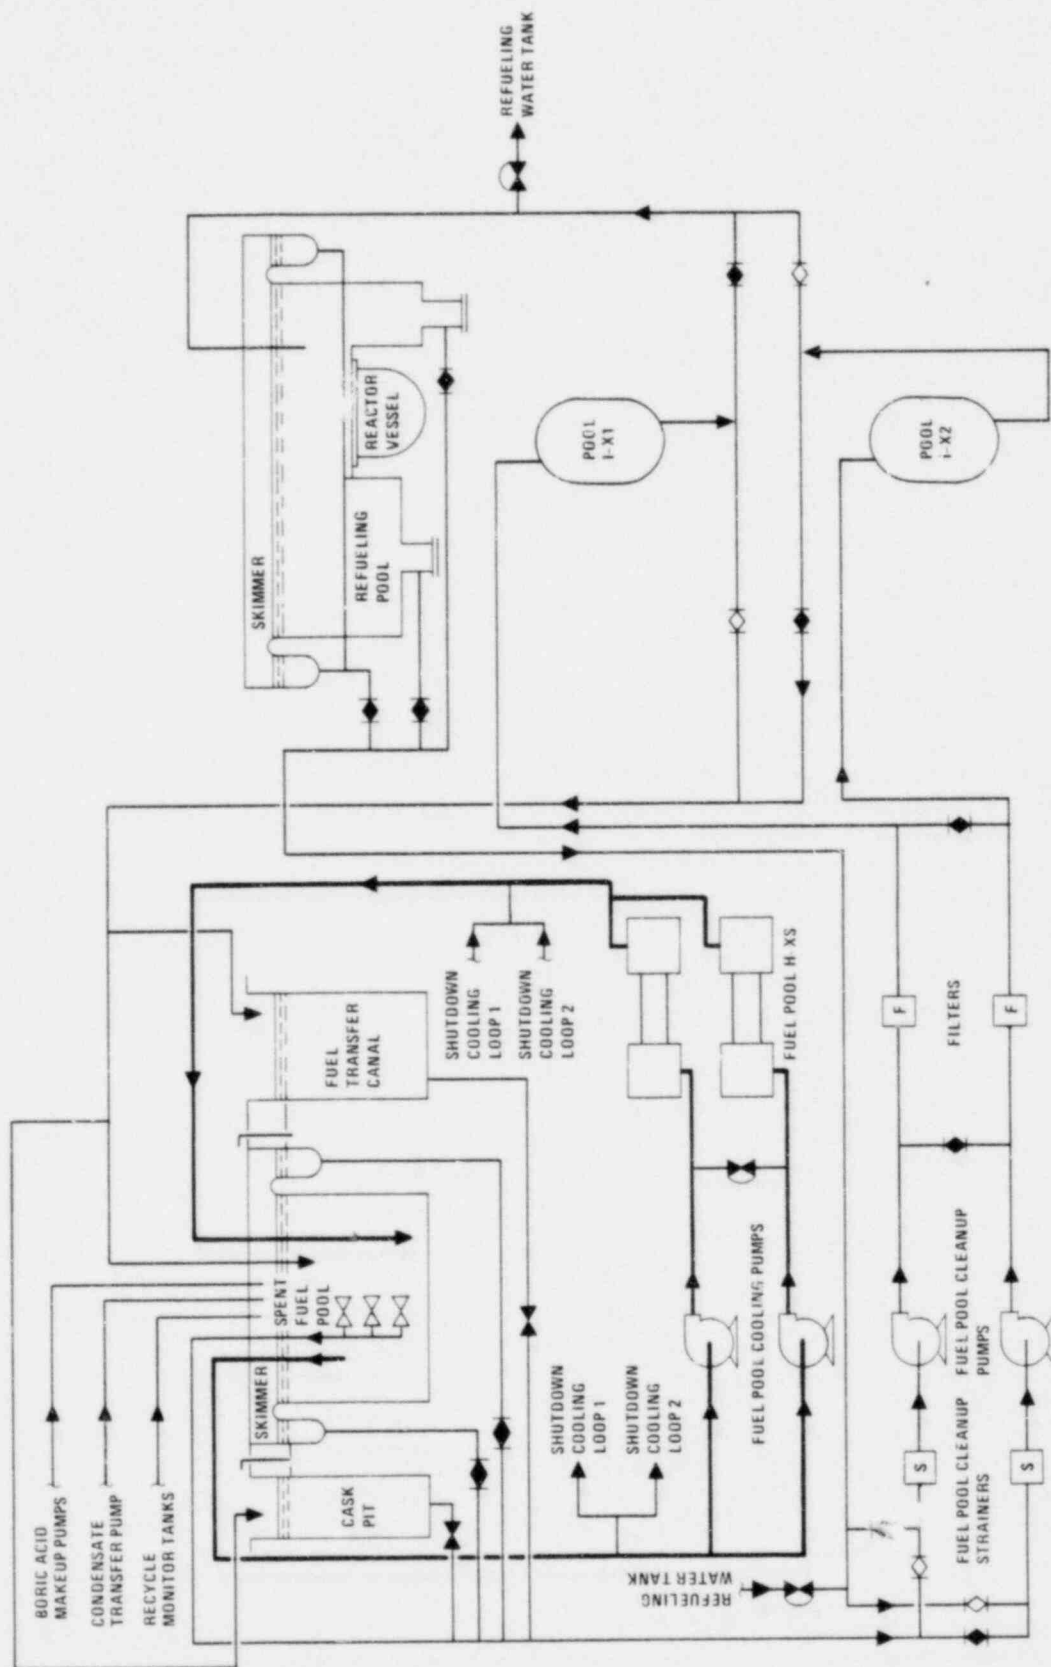 BORIC ACID
MAKEUP PUMPS
CONDENSATE
TRANSFER PUMP
RECYCLE
MONITOR TANKS
SKIMMER
SPENT
FUEL
POOL
CASK
PIT
FUEL
TRANSFER
CANAL
SKIMMER
REFUELING
POOL
REACTOR
VESSEL
REFUELING
WATER TANK
SHUTDOWN
COOLING
LOOP 1
SHUTDOWN
COOLING
LOOP 2
SHUTDOWN
COOLING
LOOP 1
SHUTDOWN
COOLING
LOOP 2
REFUELING
WATER TANK
FUEL POOL COOLING PUMPS
FUEL POOL H-XS
POOL
I-X1
POOL
I-X2
S
S
FUEL POOL CLEANUP
STRAINERS
FUEL POOL CLEANUP
PUMPS
F
F
FILTERS